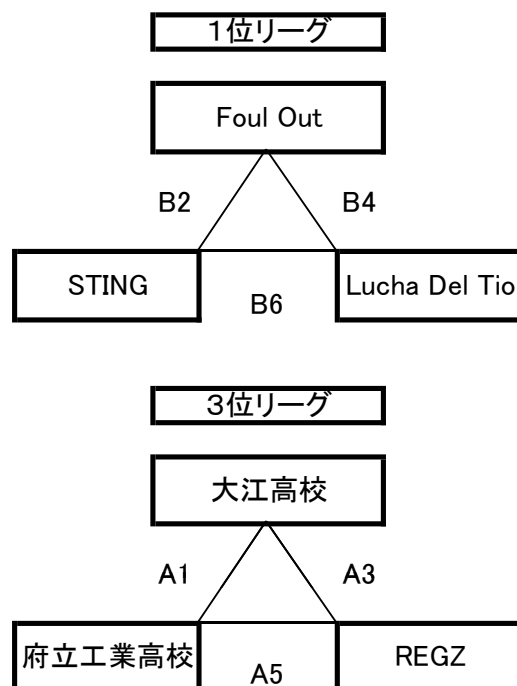 １位リーグ
Foul Out
B2
B4
STING
Lucha Del Tio
B6
３位リーグ
大江高校
A1
A3
府立工業高校
REGZ
A5